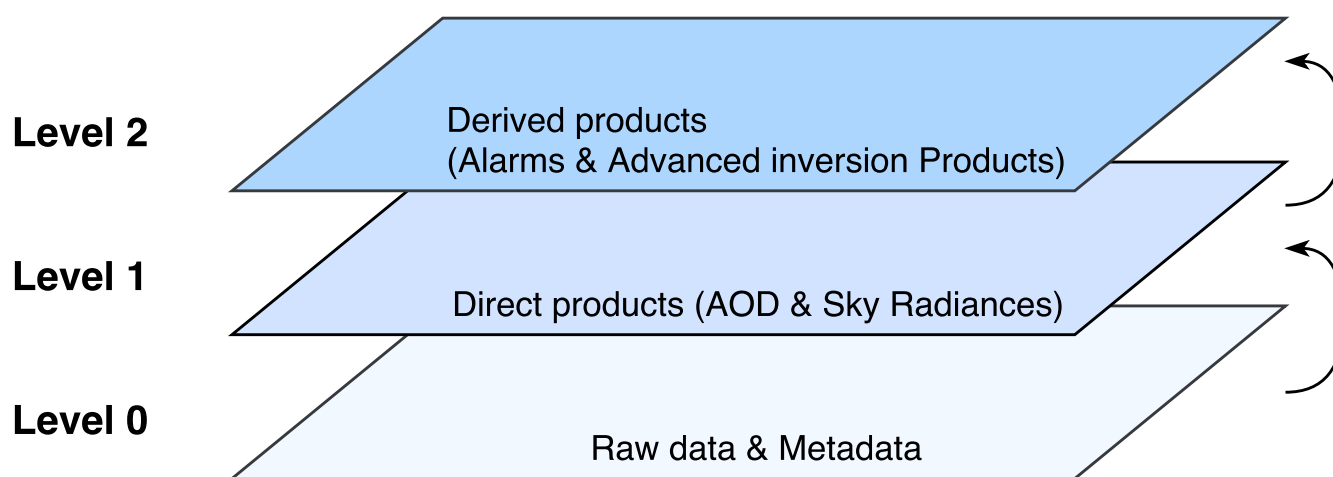 Level 2
Derived products
(Alarms & Advanced inversion Products)
Level 1
Direct products (AOD & Sky Radiances)
Level 0
Raw data & Metadata